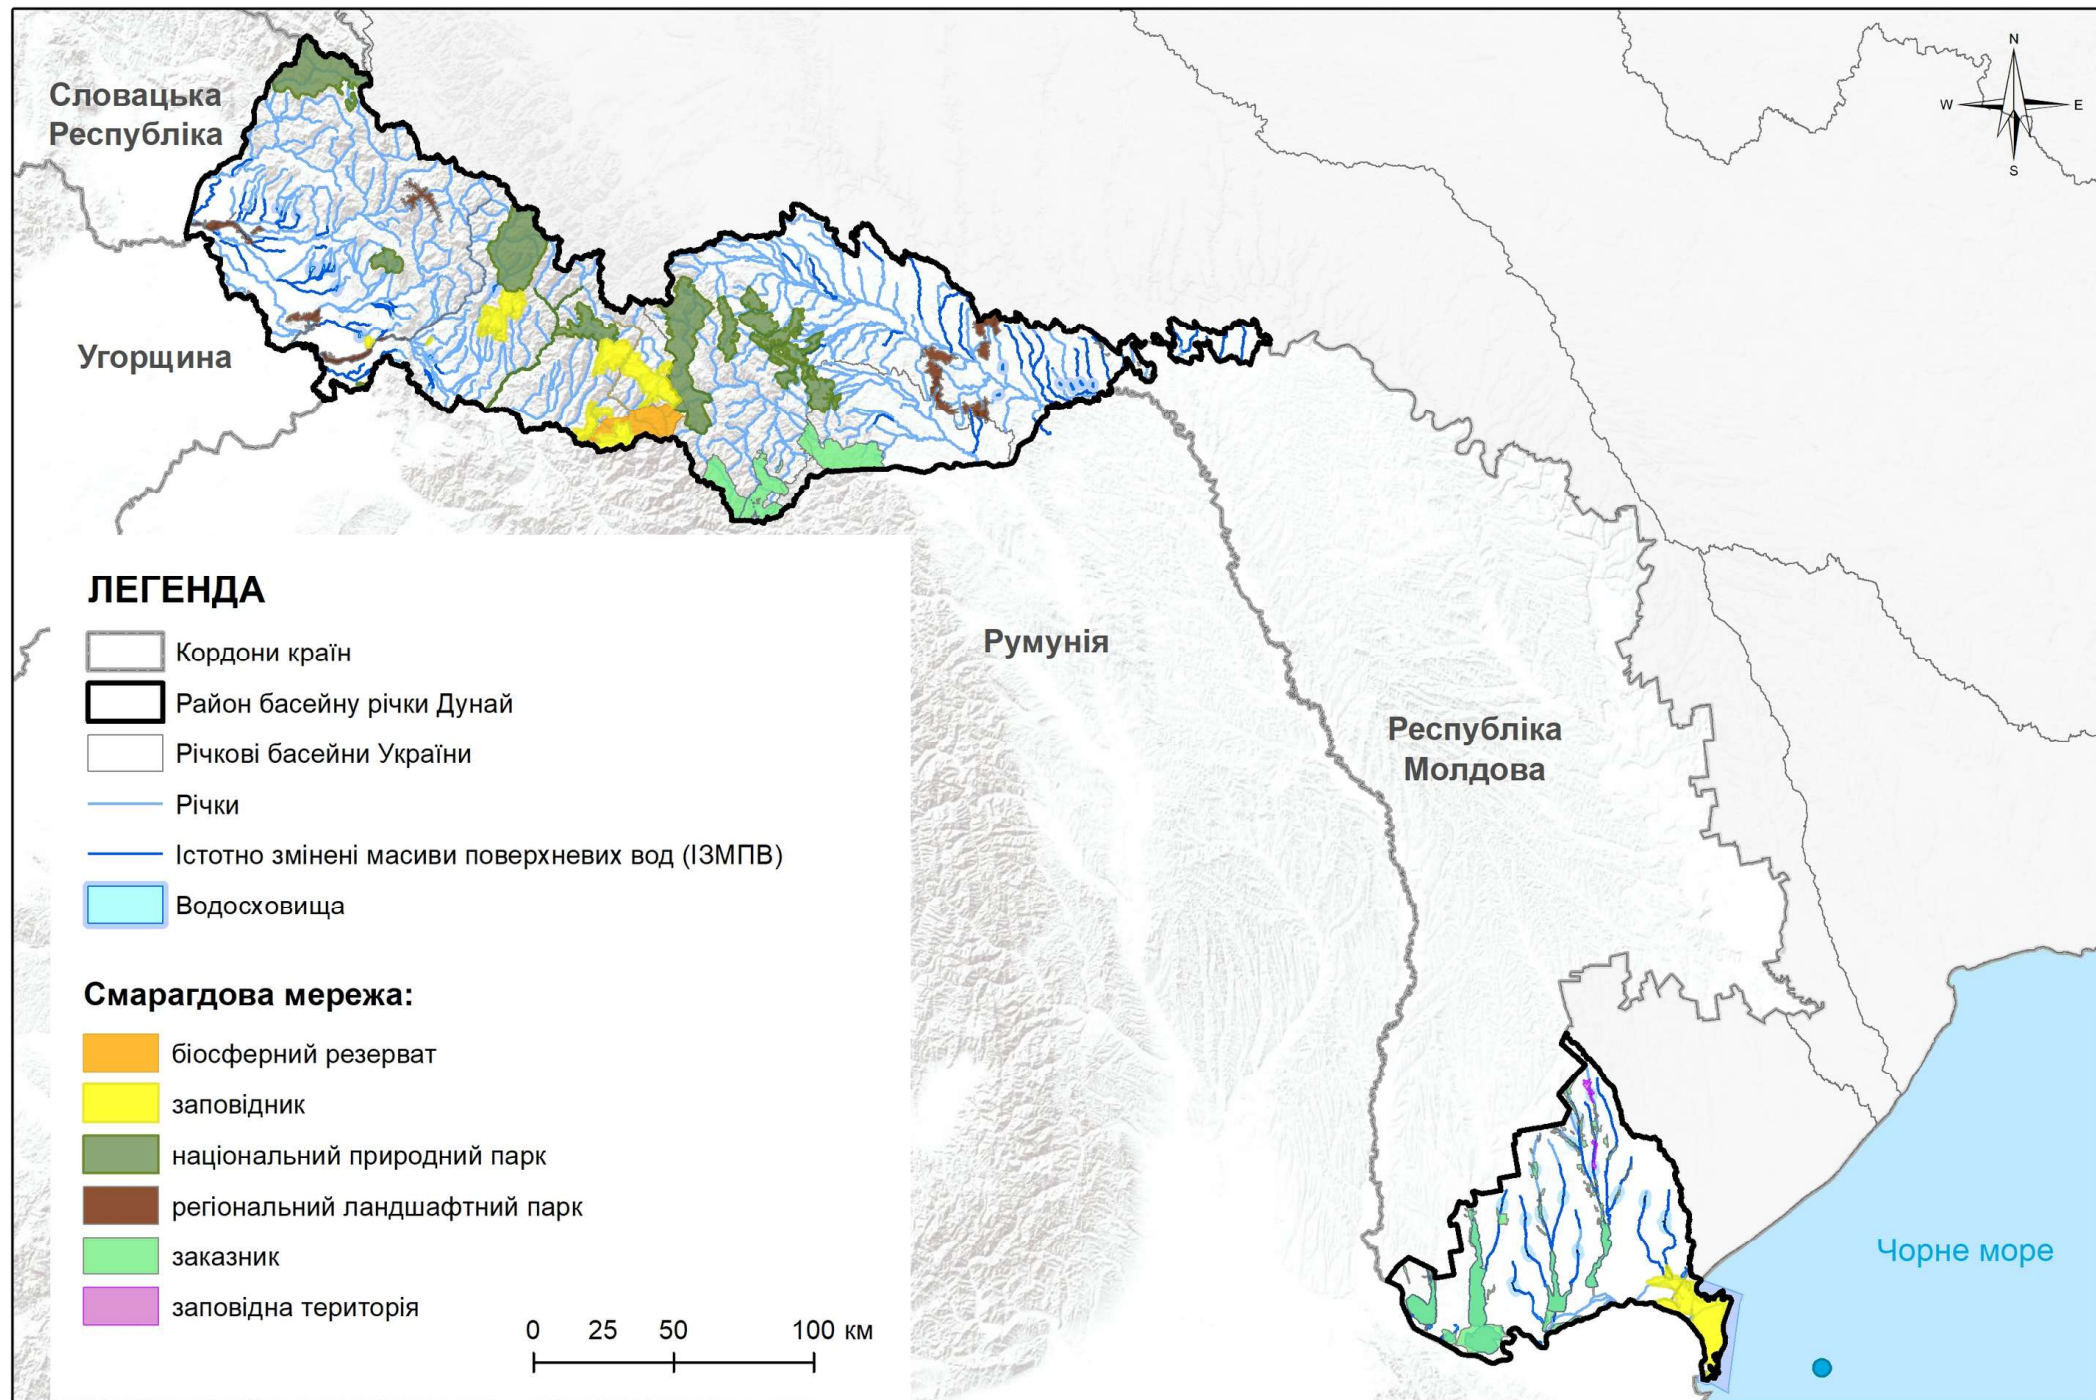 N
W
E
S
Словацька
Республіка
Угорщина
Румунія
Республіка
Молдова
Чорне море
ЛЕГЕНДА
Кордони країн
Район басейну річки Дунай
Річкові басейни України
Річки
Істотно змінені масиви поверхневих вод (ІЗМПВ)
Водосховища
Смарагдова мережа:
біосферний резерват
заповідник
національний природний парк
регіональний ландшафтний парк
заказник
заповідна територія
0 25 50 100 км